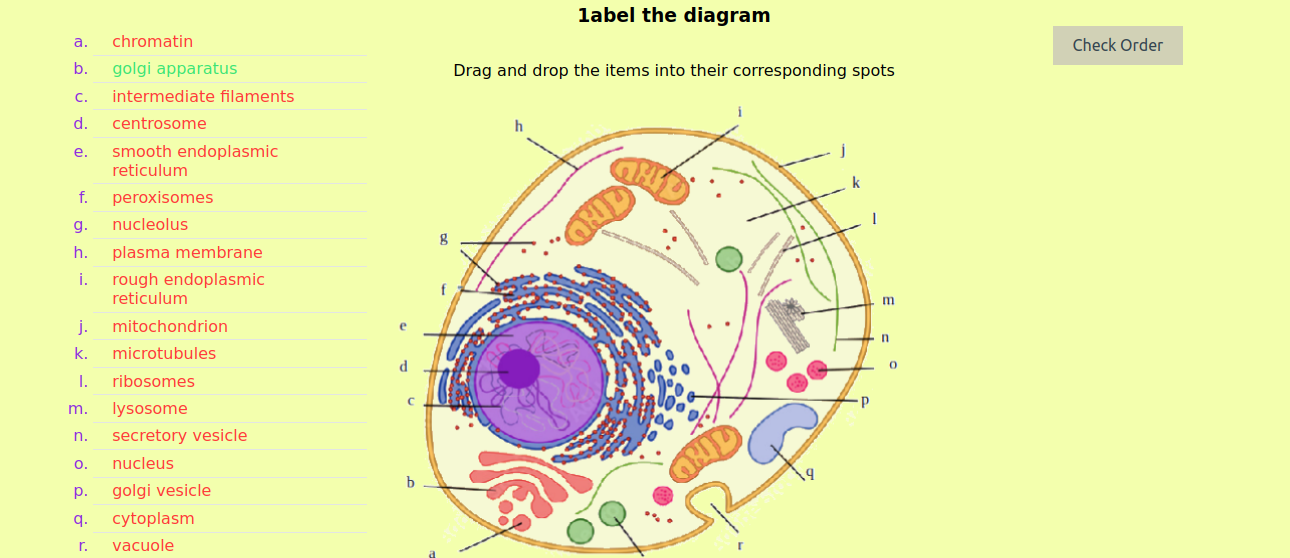 1abel the diagram
Check Order
Drag and drop the items into their corresponding spots
a. chromatin
b. golgi apparatus
c. intermediate filaments
d. centrosome
e. smooth endoplasmic
reticulum
f. peroxisomes
g. nucleolus
h. plasma membrane
i. rough endoplasmic
reticulum
j. mitochondrion
k. microtubules
l. ribosomes
m. lysosome
n. secretory vesicle
o. nucleus
p. golgi vesicle
q. cytoplasm
r. vacuole
i
h
j
k
l
g
f
m
e
n
d
o
c
p
q
b
r
a